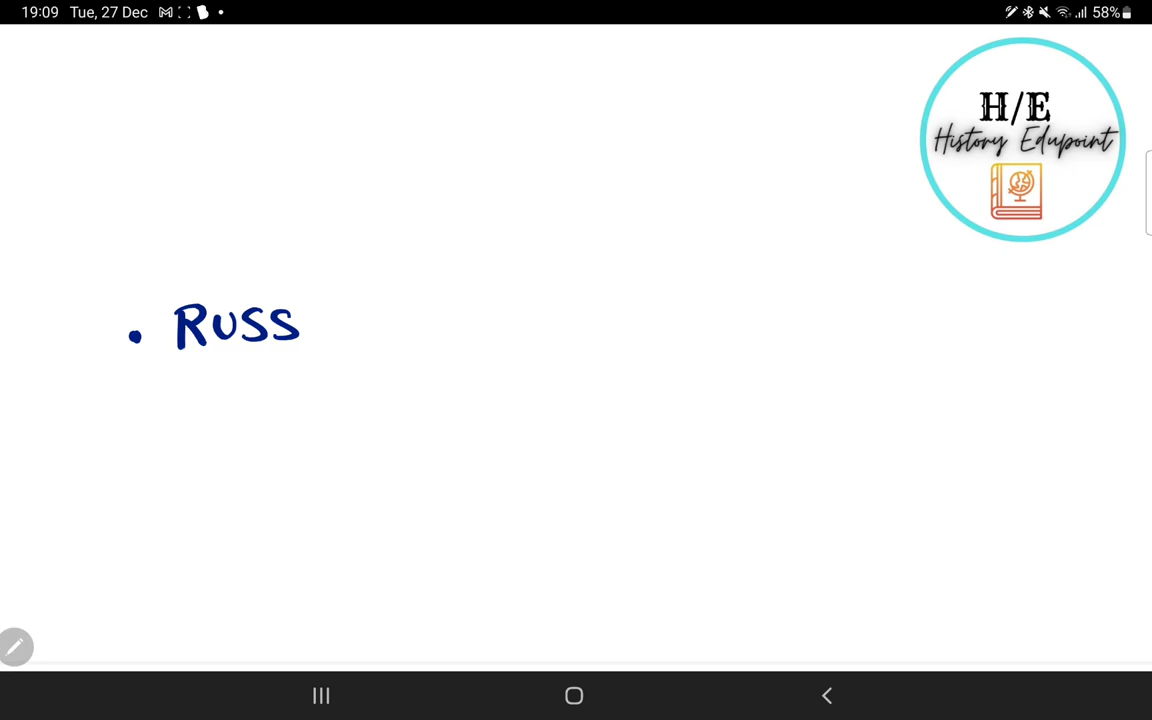 19:09 Tue, 27 Dec
58%
H/E
History Edupoint
. RUSS